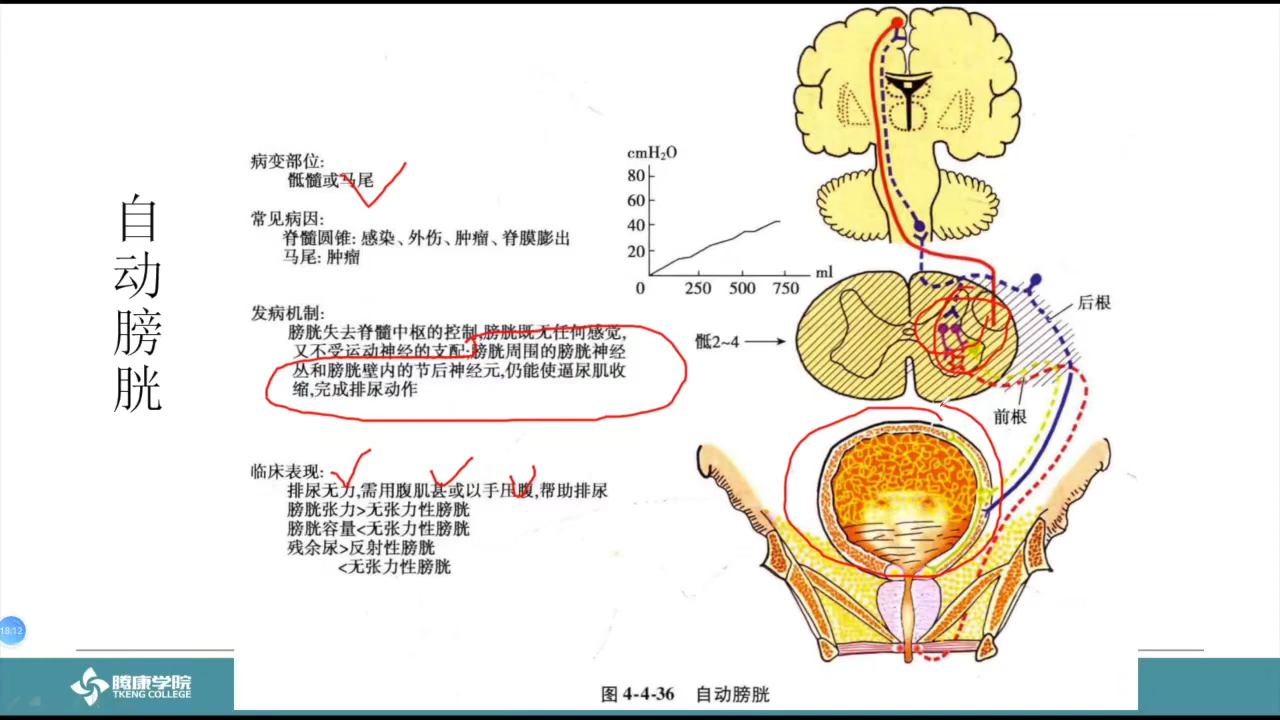 自动膀胱
病变部位:
骶髓或马尾
常见病因:
脊髓圆锥: 感染、外伤、肿瘤、脊膜膨出
马尾: 肿瘤
发病机制:
膀胱失去脊髓中枢的控制,膀胱既无任何感觉,
又不受运动神经的支配;膀胱周围的膀胱神经
丛和膀胱壁内的节后神经元,仍能使逼尿肌收
缩,完成排尿动作
临床表现:
排尿无力,需用腹肌甚或以手压腹,帮助排尿
膀胱张力>无张力性膀胱
膀胱容量<无张力性膀胱
残余尿>反射性膀胱
<无张力性膀胱
cmH₂O
80
60
40
20
0 250 500 750
ml
骶2~4
后根
前根
18:12
腾康学院
TKENG COLLEGE
图 4-4-36 自动膀胱